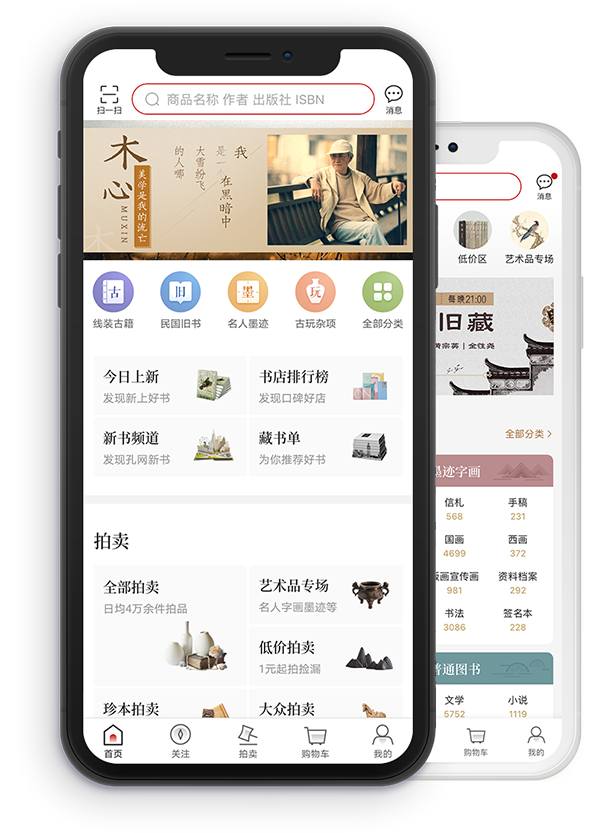 扫一扫
商品名称 作者 出版社 ISBN
消息
木心
MUXIN
美学是我的流亡
我
是一个在黑暗中
大雪纷飞
的人哪
线装古籍
民国旧书
名人墨迹
古玩杂项
全部分类
古
旧
墨
玩
今日上新
发现新上好书
书店排行榜
发现口碑好店
新书频道
发现孔网新书
藏书单
为你推荐好书
拍卖
全部拍卖
日均4万余件拍品
艺术品专场
名人字画墨迹等
低价拍卖
1元起拍捡漏
珍本拍卖
大众拍卖
首页
关注
拍卖
购物车
我的
消息
低价区
艺术品专场
每晚21:00
旧藏
黄宗英 | 金性尧
全部分类
墨迹字画
信札
568
手稿
231
国画
4699
西画
372
版画宣传画
981
资料档案
292
书法
3086
签名本
228
普通图书
文学
5752
小说
1119
购物车
我的